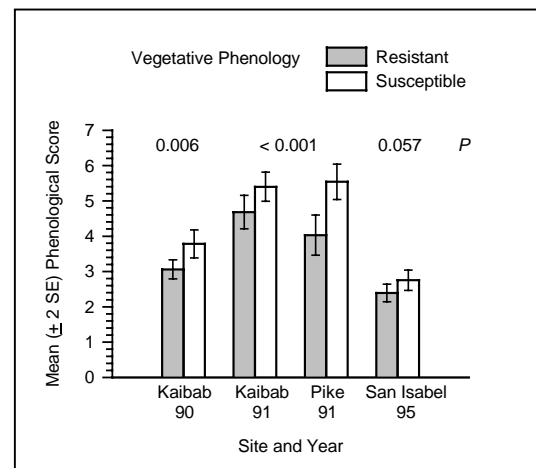 Vegetative Phenology
Resistant
Susceptible
7
6
5
4
3
2
1
0
Mean (± 2 SE) Phenological Score
0.006 < 0.001 0.057 P
Kaibab Kaibab Pike San Isabel
90 91 91 95
Site and Year